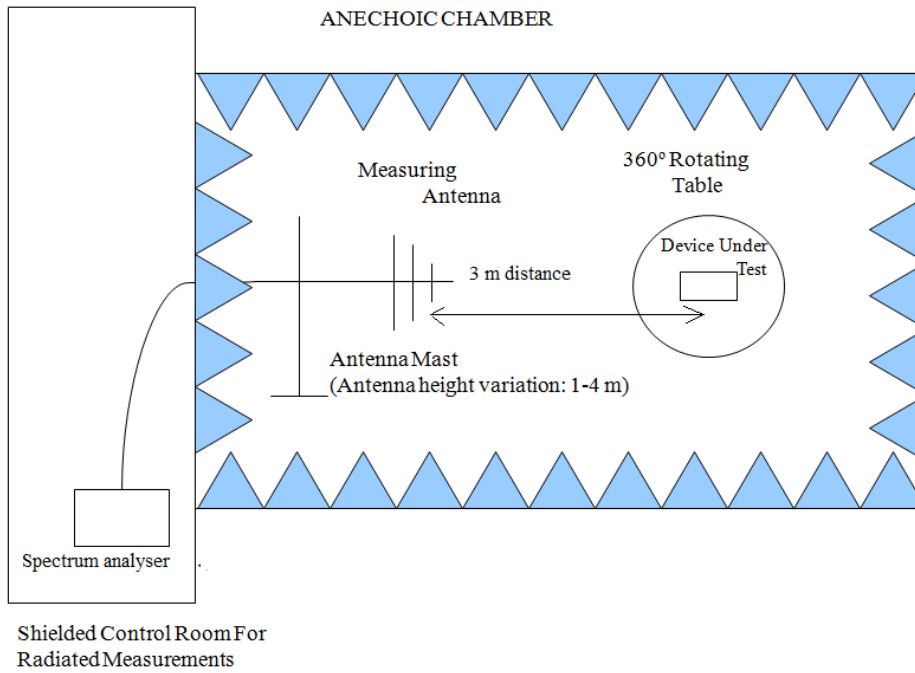 ANECHOIC CHAMBER
Measuring
Antenna
360º Rotating
Table
Device Under
Test
3 m distance
Antenna Mast
(Antenna height variation: 1-4 m)
Spectrum analyser
Shielded Control Room For
Radiated Measurements